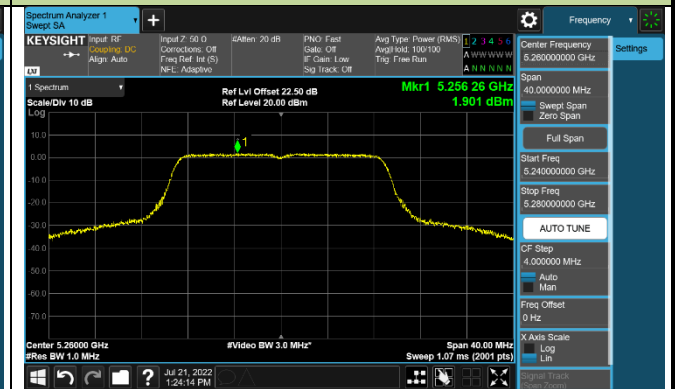 Spectrum Analyzer 1
Swept SA
Frequency
KEYSIGHT
Input: RF
Coupling: DC
Align: Auto
Input Z: 50 Ω
Corrections: Off
Freq Ref: Int (S)
NFE: Adaptive
#Atten: 20 dB
PNO: Fast
Gate: Off
IF Gain: Low
Sig Track: Off
Avg Type: Power (RMS)
Avg|Hold: 100/100
Trig: Free Run
1 2 3 4 5 6
A W W W W W
A N N N N N
LXI
1 Spectrum
Scale/Div 10 dB
Log
Ref Lvl Offset 22.50 dB
Ref Level 20.00 dBm
Mkr1 5.256 26 GHz
1.901 dBm
1
10.0
0.00
-10.0
-20.0
-30.0
-40.0
-50.0
-60.0
-70.0
Center 5.26000 GHz
#Res BW 1.0 MHz
#Video BW 3.0 MHz*
Span 40.00 MHz
Sweep 1.07 ms (2001 pts)
?
Jul 21, 2022
1:24:14 PM
Center Frequency
5.260000000 GHz
Span
40.0000000 MHz
Swept Span
Zero Span
Full Span
Start Freq
5.240000000 GHz
Stop Freq
5.280000000 GHz
AUTO TUNE
CF Step
4.000000 MHz
Auto
Man
Freq Offset
0 Hz
X Axis Scale
Log
Lin
Signal Track
(Span Zoom)
Settings